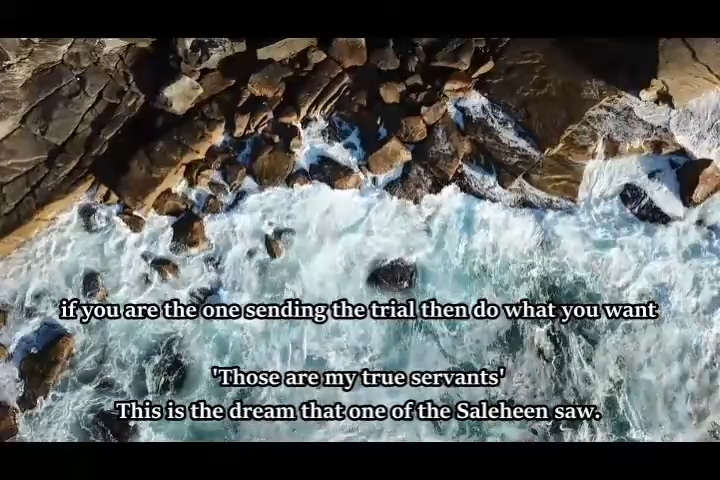 if you are the one sending the trial then do what you want
'Those are my true servants'
This is the dream that one of the Saleheen saw.